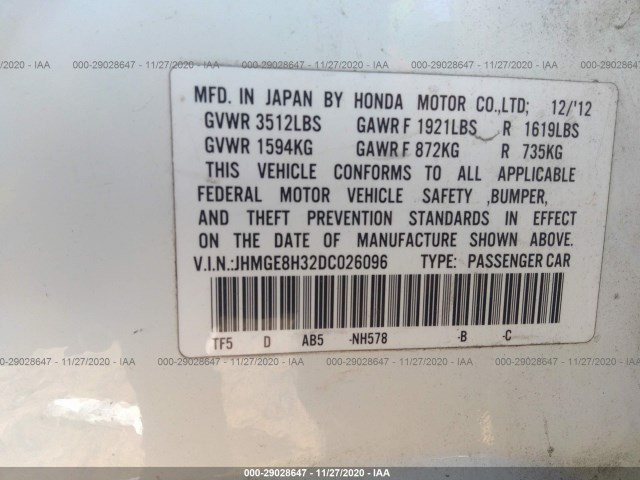 000-29028647 - 11/27/2020 - IAA
MFD. IN JAPAN BY HONDA MOTOR CO.,LTD; 12/'12
GVWR 3512LBS GAWR F 1921LBS R 1619LBS
GVWR 1594KG GAWR F 872KG R 735KG
THIS VEHICLE CONFORMS TO ALL APPLICABLE
FEDERAL MOTOR VEHICLE SAFETY ,BUMPER,
AND THEFT PREVENTION STANDARDS IN EFFECT
ON THE DATE OF MANUFACTURE SHOWN ABOVE.
V.I.N.:JHMGE8H32DC026096 TYPE: PASSENGER CAR
TF5 D AB5 -NH578 -B -C
000-29028647 - 11/27/2020 - IAA
000-29028647 - 11/27/2020 - IAA